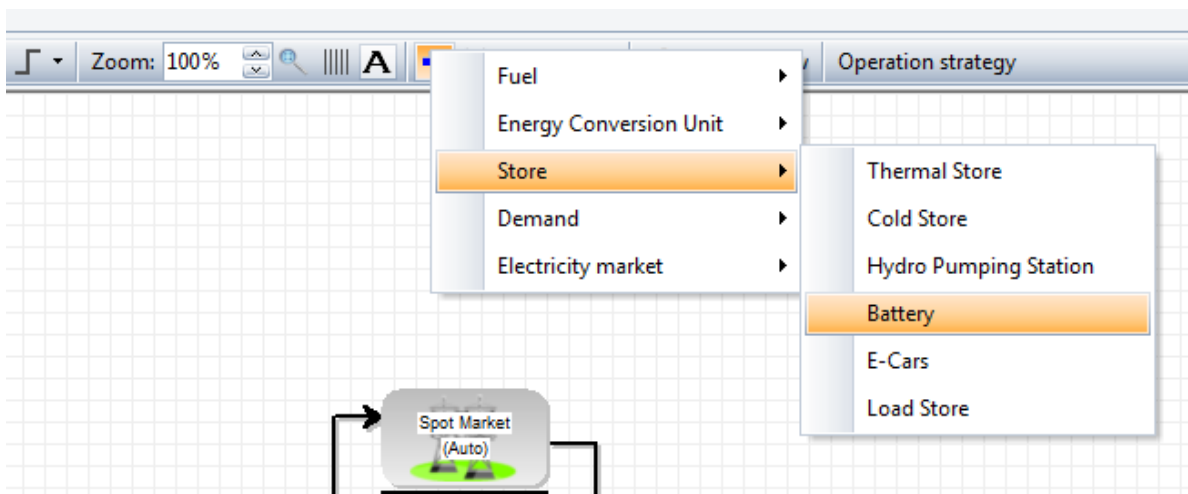 Zoom: 100% A Operation strategy
Fuel
Energy Conversion Unit
Store
Demand
Electricity market
Thermal Store
Cold Store
Hydro Pumping Station
Battery
E-Cars
Load Store
Spot Market
(Auto)